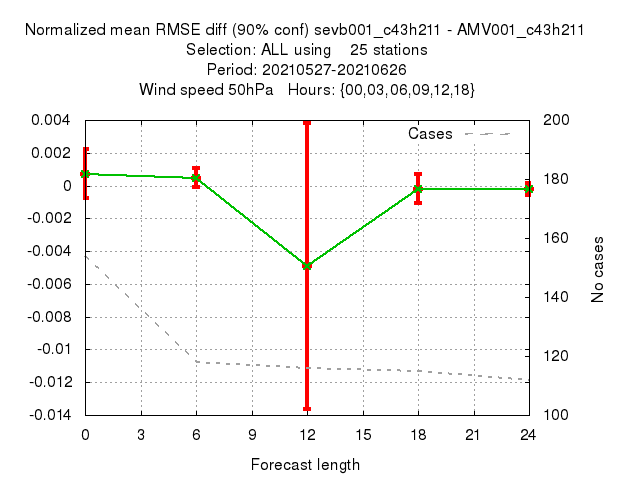 Normalized mean RMSE diff (90% conf) sevb001_c43h211 - AMV001_c43h211
Selection: ALL using    25 stations
Period: 20210527-20210626
Wind speed 50hPa   Hours: {00,03,06,09,12,18}
Cases
0.004
0.002
0
-0.002
-0.004
-0.006
-0.008
-0.01
-0.012
-0.014
200
180
160
140
120
100
No cases
0 3 6 9 12 15 18 21 24
Forecast length